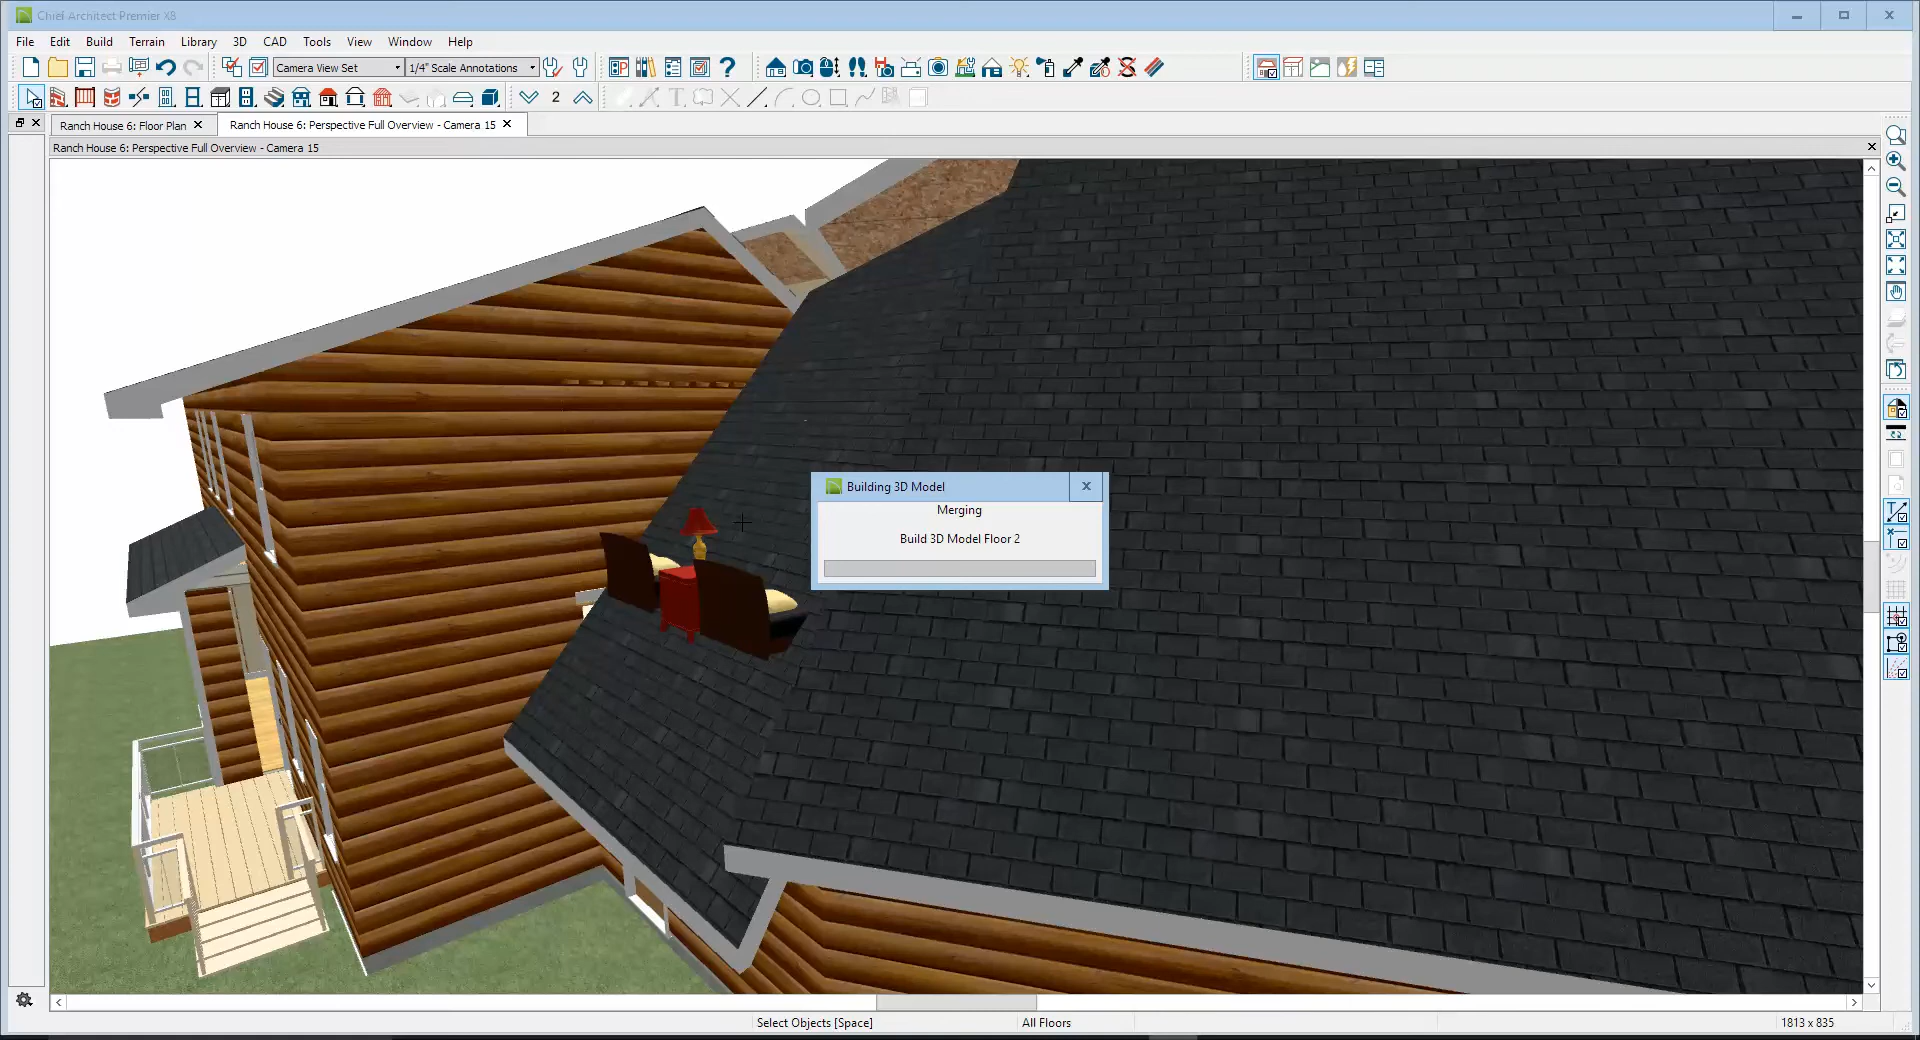 Chief Architect Premier X8
File Edit Build Terrain Library 3D CAD Tools View Window Help
Camera View Set 1/4" Scale Annotations
2
Ranch House 6: Floor Plan Ranch House 6: Perspective Full Overview - Camera 15
Ranch House 6: Perspective Full Overview - Camera 15
Building 3D Model
Merging
Build 3D Model Floor 2
Select Objects [Space] All Floors 1813 x 835